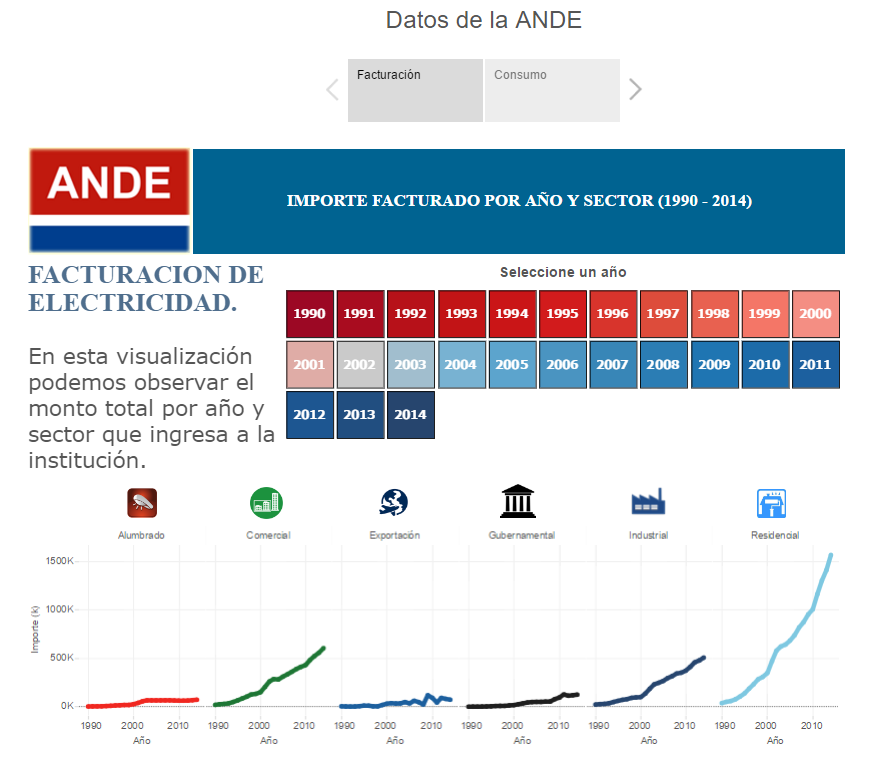 Datos de la ANDE
Facturación
Consumo
ANDE
IMPORTE FACTURADO POR AÑO Y SECTOR (1990 - 2014)
FACTURACION DE
ELECTRICIDAD.
En esta visualización
podemos observar el
monto total por año y
sector que ingresa a la
institución.
Seleccione un año
1990 1991 1992 1993 1994 1995 1996 1997 1998 1999 2000
2001 2002 2003 2004 2005 2006 2007 2008 2009 2010 2011
2012 2013 2014
Alumbrado Comercial Exportación Gubernamental Industrial Residencial
1500K
1000K
500K
0K
Importe (k)
1990 2000 2010 1990 2000 2010 1990 2000 2010 1990 2000 2010 1990 2000 2010 1990 2000 2010
Año Año Año Año Año Año